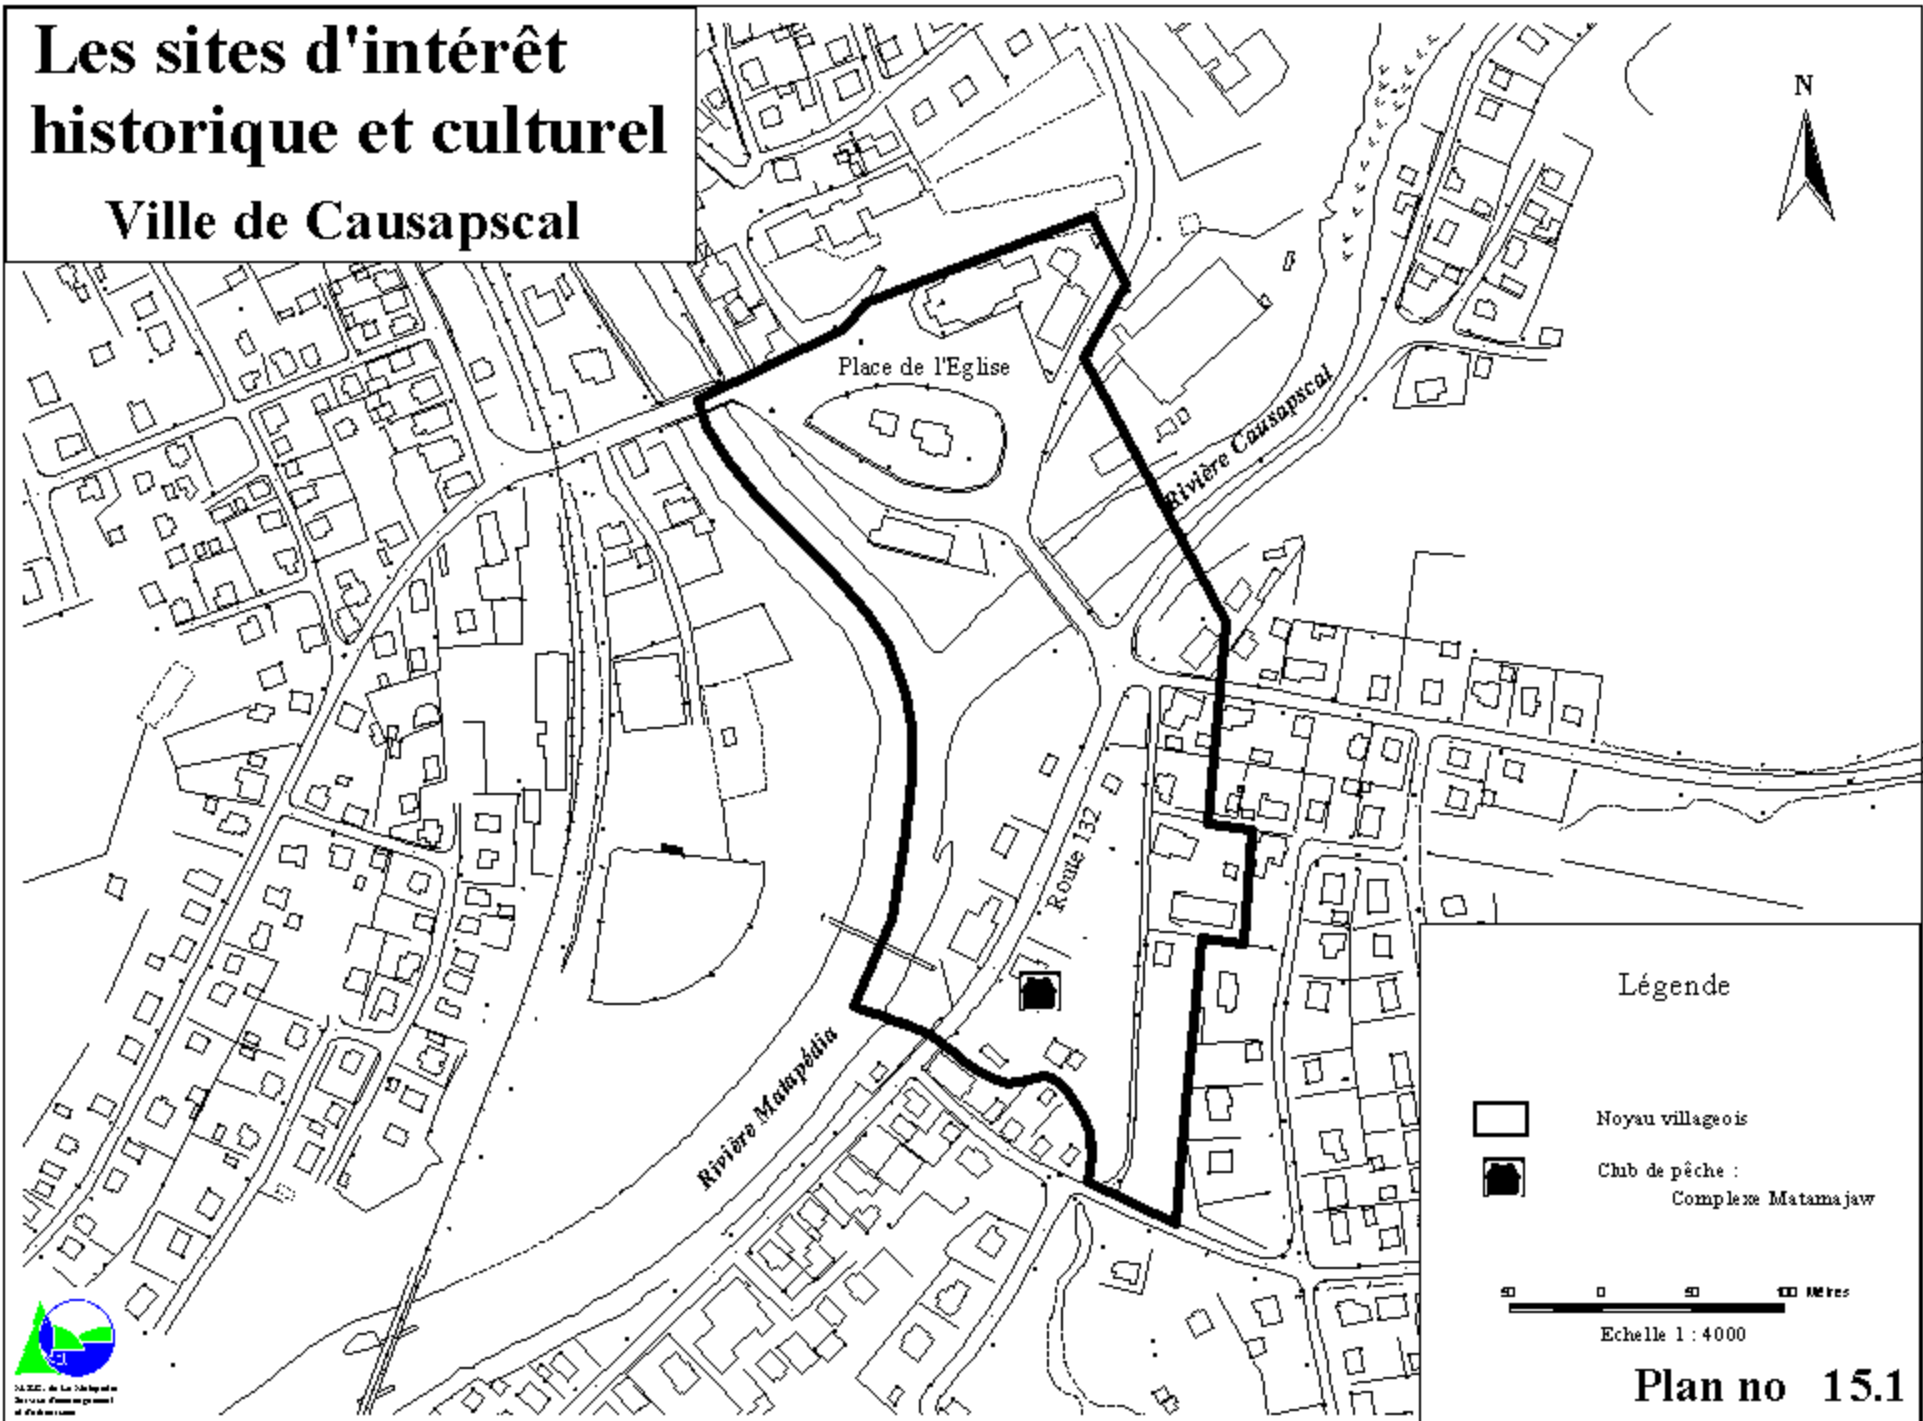 Les sites d'intérêt
historique et culturel
Ville de Causapscal
N
Place de l'Eglise
Rivière Causapscal
Route 132
Rivière Matapédia
Légende
Noyau villageois
Club de pêche :
Complexe Matamajaw
50 0 50 100 Mètres
Echelle 1 : 4000
Plan no 15.1